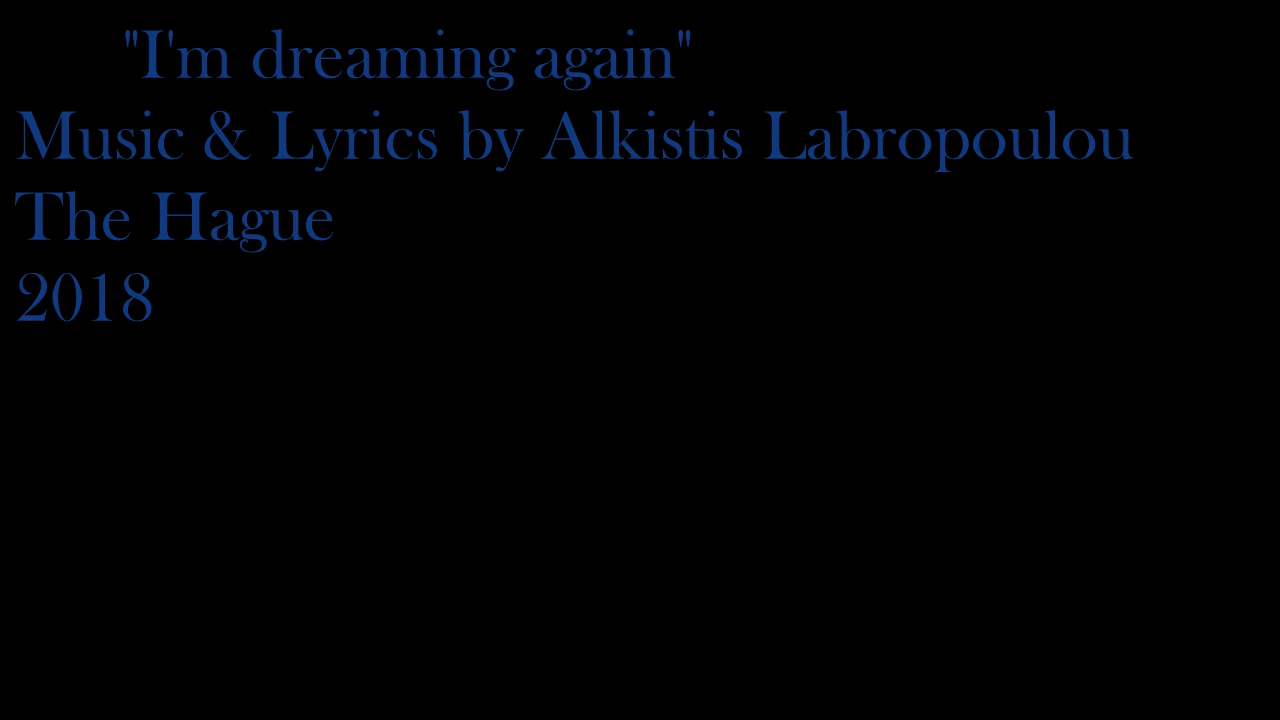 "I'm dreaming again"
Music & Lyrics by Alkistis Labropoulou
The Hague
2018